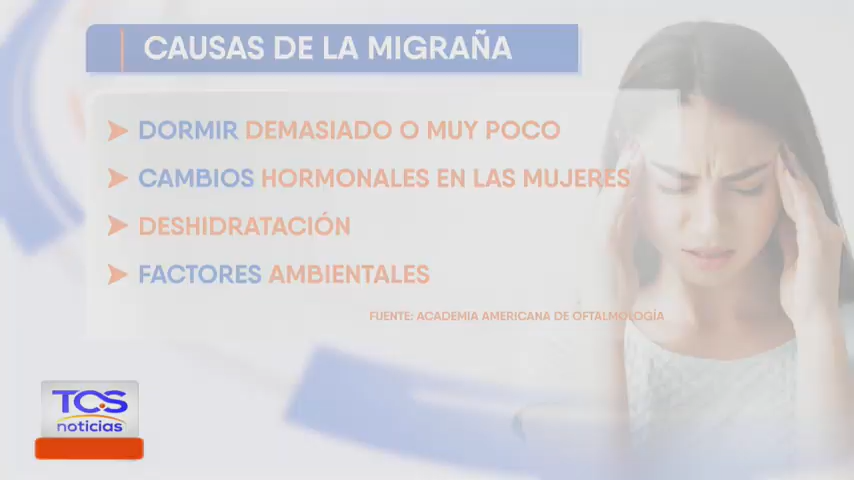 CAUSAS DE LA MIGRAÑA
DORMIR DEMASIADO O MUY POCO
CAMBIOS HORMONALES EN LAS MUJERES
DESHIDRATACIÓN
FACTORES AMBIENTALES
FUENTE: ACADEMIA AMERICANA DE OFTALMOLOGÍA
TCS
noticias